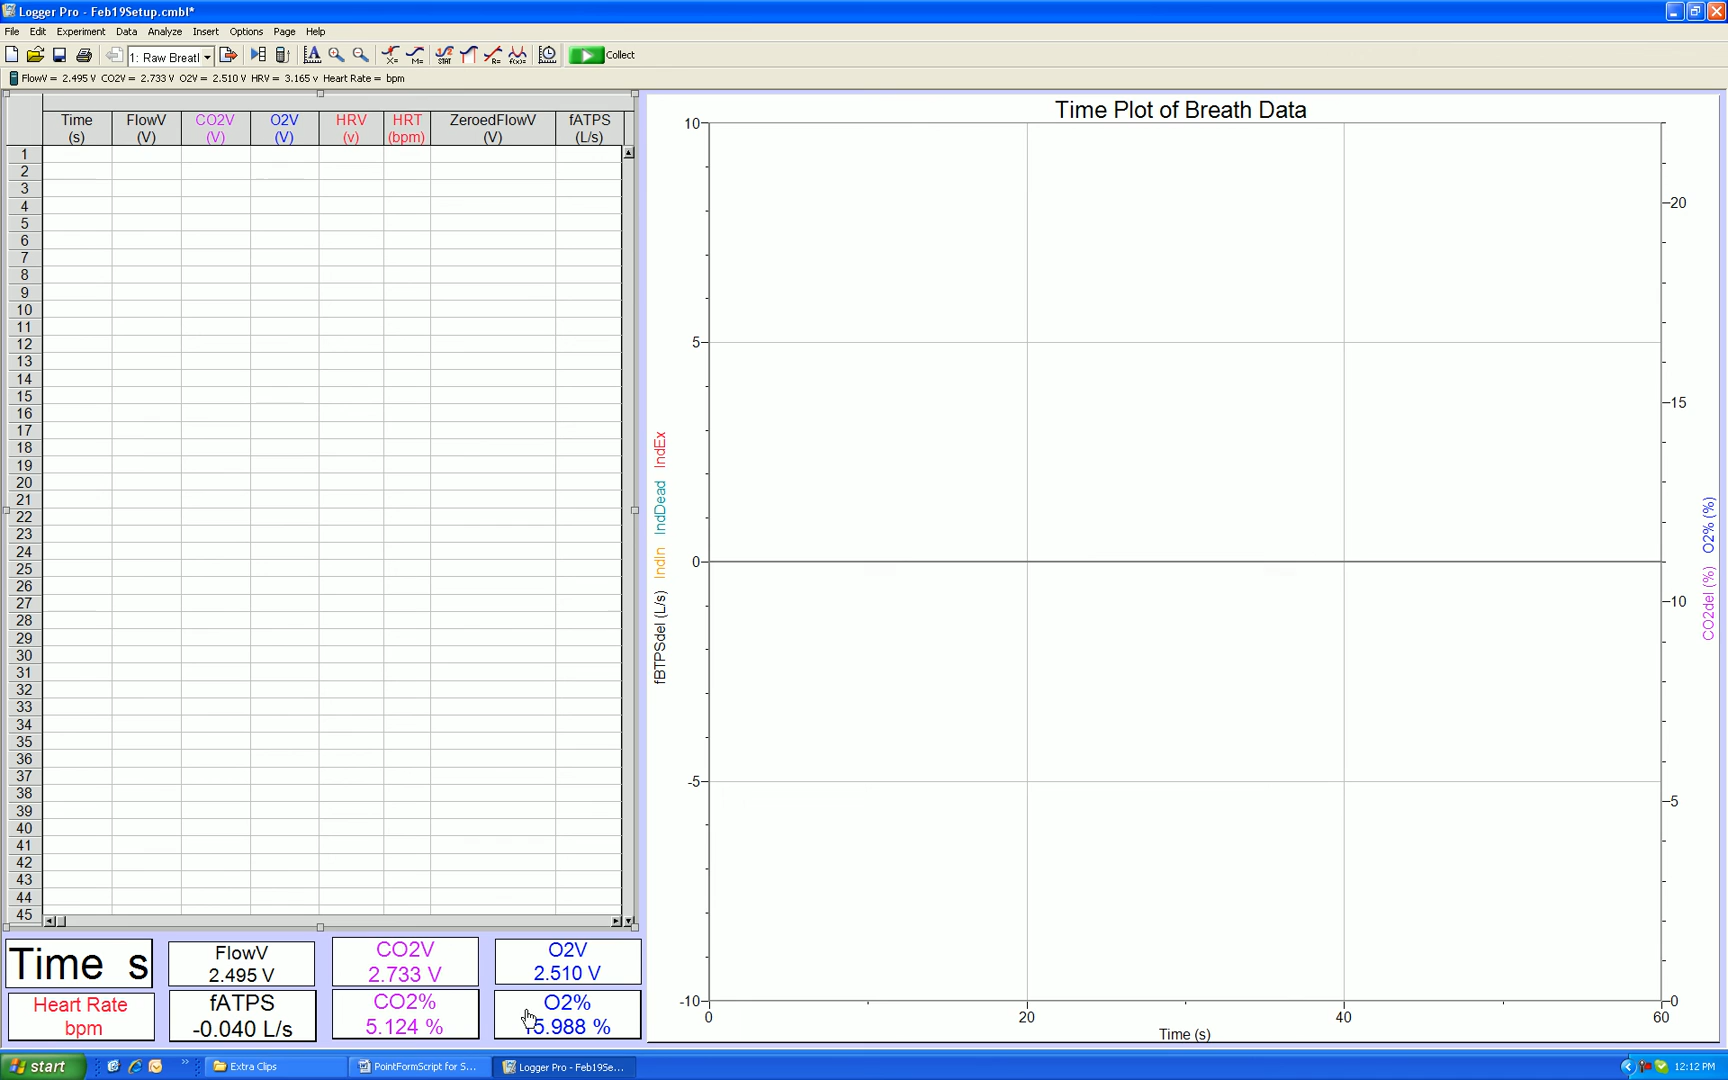 Logger Pro - Feb19Setup.cmbl*
File Edit Experiment Data Analyze Insert Options Page Help
1: Raw Breatl
X= M= STAT R= f(x)= Collect
FlowV = 2.495 V CO2V = 2.733 V O2V = 2.510 V HRV = 3.165 v Heart Rate = bpm
Time FlowV CO2V O2V HRV HRT ZeroedFlowV fATPS
(s) (V) (V) (V) (v) (bpm) (V) (L/s)
1
2
3
4
5
6
7
8
9
10
11
12
13
14
15
16
17
18
19
20
21
22
23
24
25
26
27
28
29
30
31
32
33
34
35
36
37
38
39
40
41
42
43
44
45
Time s
FlowV
2.495 V
CO2V
2.733 V
O2V
2.510 V
Heart Rate
bpm
fATPS
-0.040 L/s
CO2%
5.124 %
O2%
%
Time Plot of Breath Data
10
5
0
-5
-10
fBTPSdel (L/s) IndIn IndDead IndEx
20
15
10
5
0
CO2del (%) O2% (%)
0 20 40 60
Time (s)
start
Extra Clips
PointFormScript for S...
Logger Pro - Feb19Se...
12:12 PM